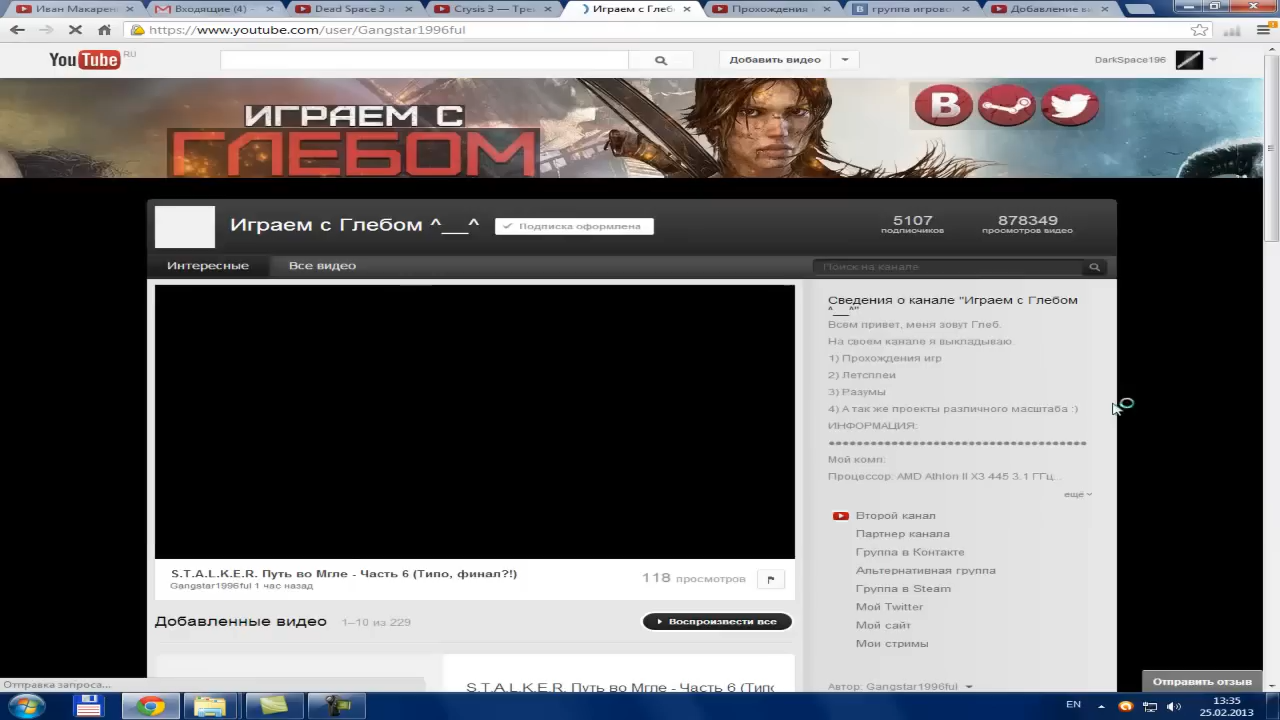 Иван Макарен
Входящие (4) -
Dead Space 3 и
Crysis 3 — Трей
Играем с Глеб
Прохождения
группа игрово
Добавление ви
https://www.youtube.com/user/Gangstar1996ful
YouTube RU
Добавить видео
DarkSpace196
ИГРАЕМ С
ГЛЕБОМ
B
Играем с Глебом ^__^
Подписка оформлена
5107
подписчиков
878349
просмотров видео
Интересные
Все видео
Поиск на канале
Сведения о канале "Играем с Глебом
^__^"
Всем привет, меня зовут Глеб.
На своем канале я выкладываю:
1) Прохождения игр
2) Летсплеи
3) Разумы
4) А так же проекты различного масштаба :)
ИНФОРМАЦИЯ:
Мой комп:
Процессор: AMD Athlon II X3 445 3.1 ГГц...
ещё
Второй канал
Партнер канала
Группа в Контакте
Альтернативная группа
Группа в Steam
Мой Twitter
Мой сайт
Мои стримы
S.T.A.L.K.E.R. Путь во Мгле - Часть 6 (Типо, финал?!)
Gangstar1996ful 1 час назад
118 просмотров
Добавленные видео
1–10 из 229
Воспроизвести все
S.T.A.L.K.E.R. Путь во Мгле - Часть 6 (Типо
Автор: Gangstar1996ful
Отправка запроса...
Отправить отзыв
EN
13:35
25.02.2013